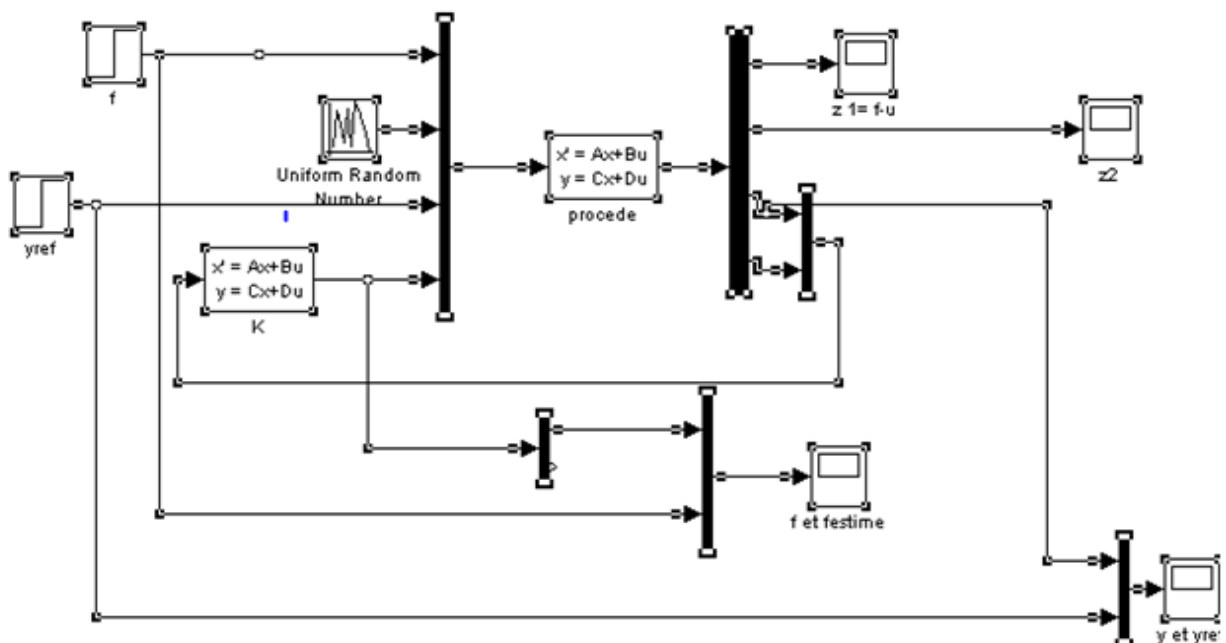 f
z 1= f-u
Uniform Random
Number
x' = Ax+Bu
y = Cx+Du
procede
z2
yref
x' = Ax+Bu
y = Cx+Du
K
f et festime
y et yref